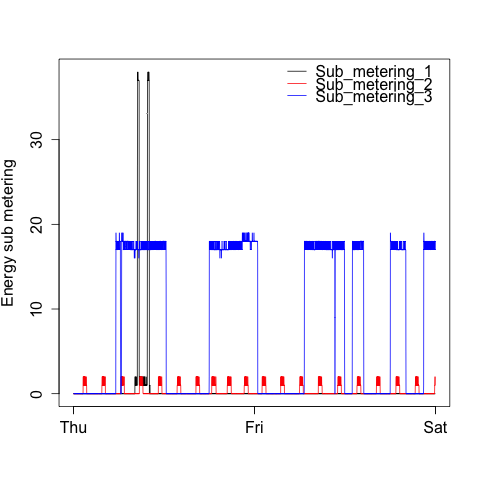 Sub_metering_1
Sub_metering_2
Sub_metering_3
Energy sub metering
30
20
10
0
Thu Fri Sat